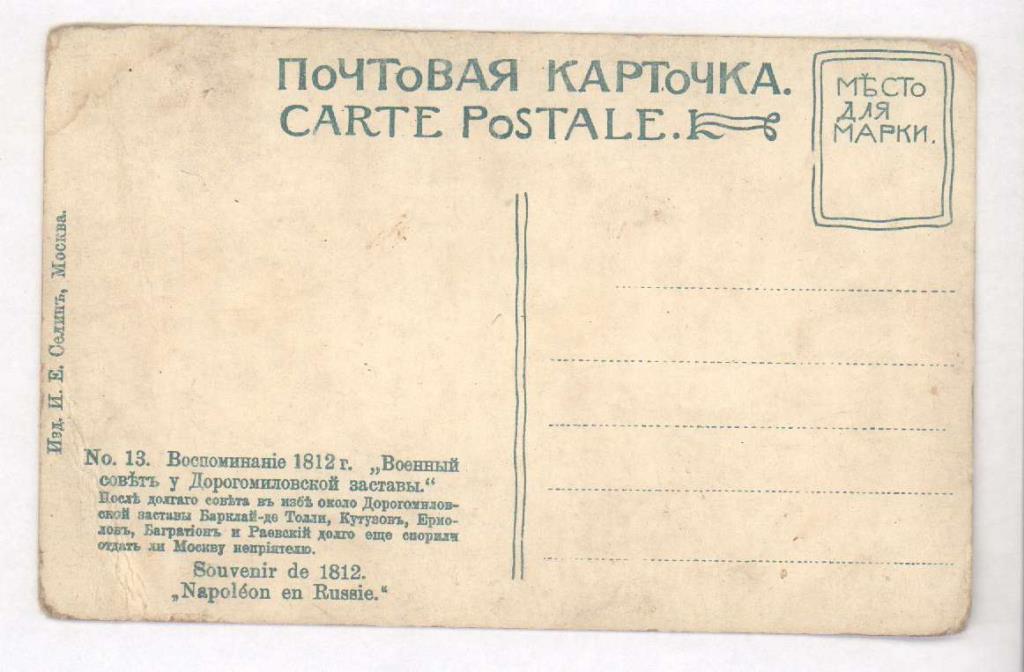 ПОЧТОВАЯ КАРТОЧКА.
CARTE POSTALE.
МѢСТО
ДЛЯ
МАРКИ.
Изд. И. Е. Селинъ, Москва.
No. 13. Воспоминаніе 1812 г. „Военный
совѣтъ у Дорогомиловской заставы.“
Послѣ долгаго совѣта въ избѣ около Дорогомилов-
ской заставы Барклай-де Толли, Кутузовъ, Ермо-
ловъ, Багратіонъ и Раевскій долго еще спорили
отдать ли Москву непріятелю.
Souvenir de 1812.
„Napoléon en Russie.“